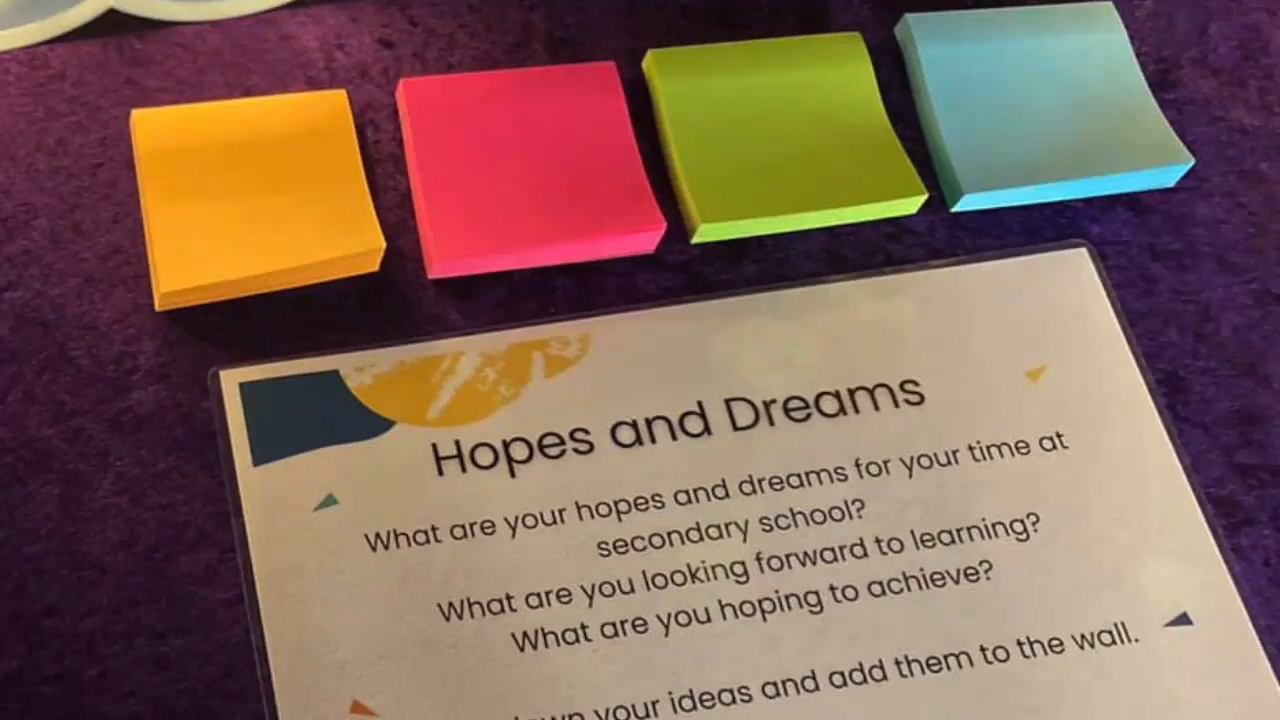 Hopes and Dreams
What are your hopes and dreams for your time at
secondary school?
What are you looking forward to learning?
What are you hoping to achieve?
your ideas and add them to the wall.